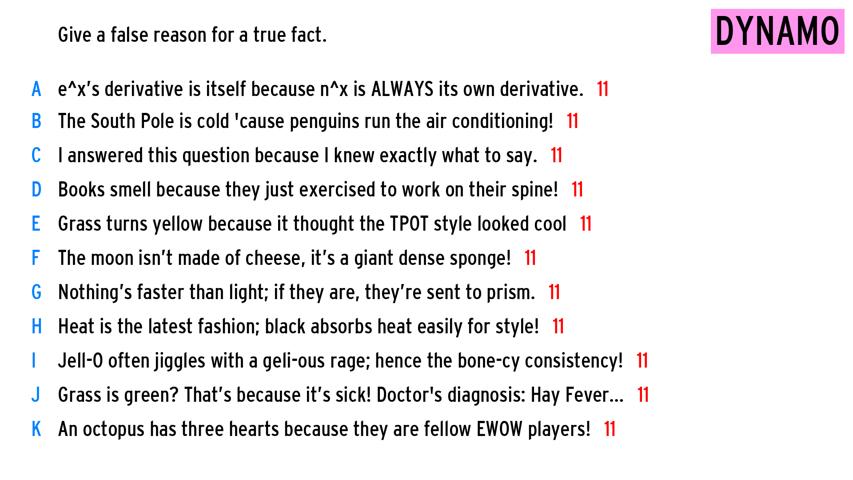 Give a false reason for a true fact.
DYNAMO
A e^x's derivative is itself because n^x is ALWAYS its own derivative. 11
B The South Pole is cold 'cause penguins run the air conditioning! 11
C I answered this question because I knew exactly what to say. 11
D Books smell because they just exercised to work on their spine! 11
E Grass turns yellow because it thought the TPOT style looked cool 11
F The moon isn't made of cheese, it's a giant dense sponge! 11
G Nothing's faster than light; if they are, they're sent to prism. 11
H Heat is the latest fashion; black absorbs heat easily for style! 11
I Jell-O often jiggles with a geli-ous rage; hence the bone-cy consistency! 11
J Grass is green? That's because it's sick! Doctor's diagnosis: Hay Fever... 11
K An octopus has three hearts because they are fellow EWOW players! 11